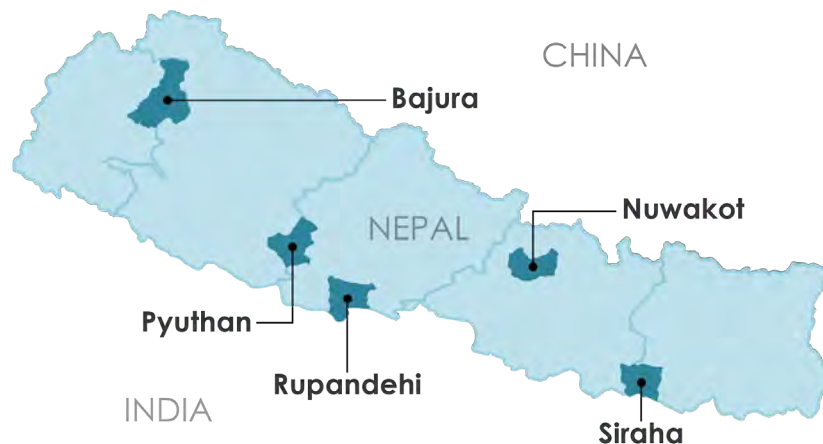 CHINA
Bajura
Nuwakot
NEPAL
Pyuthan
Rupandehi
INDIA
Siraha